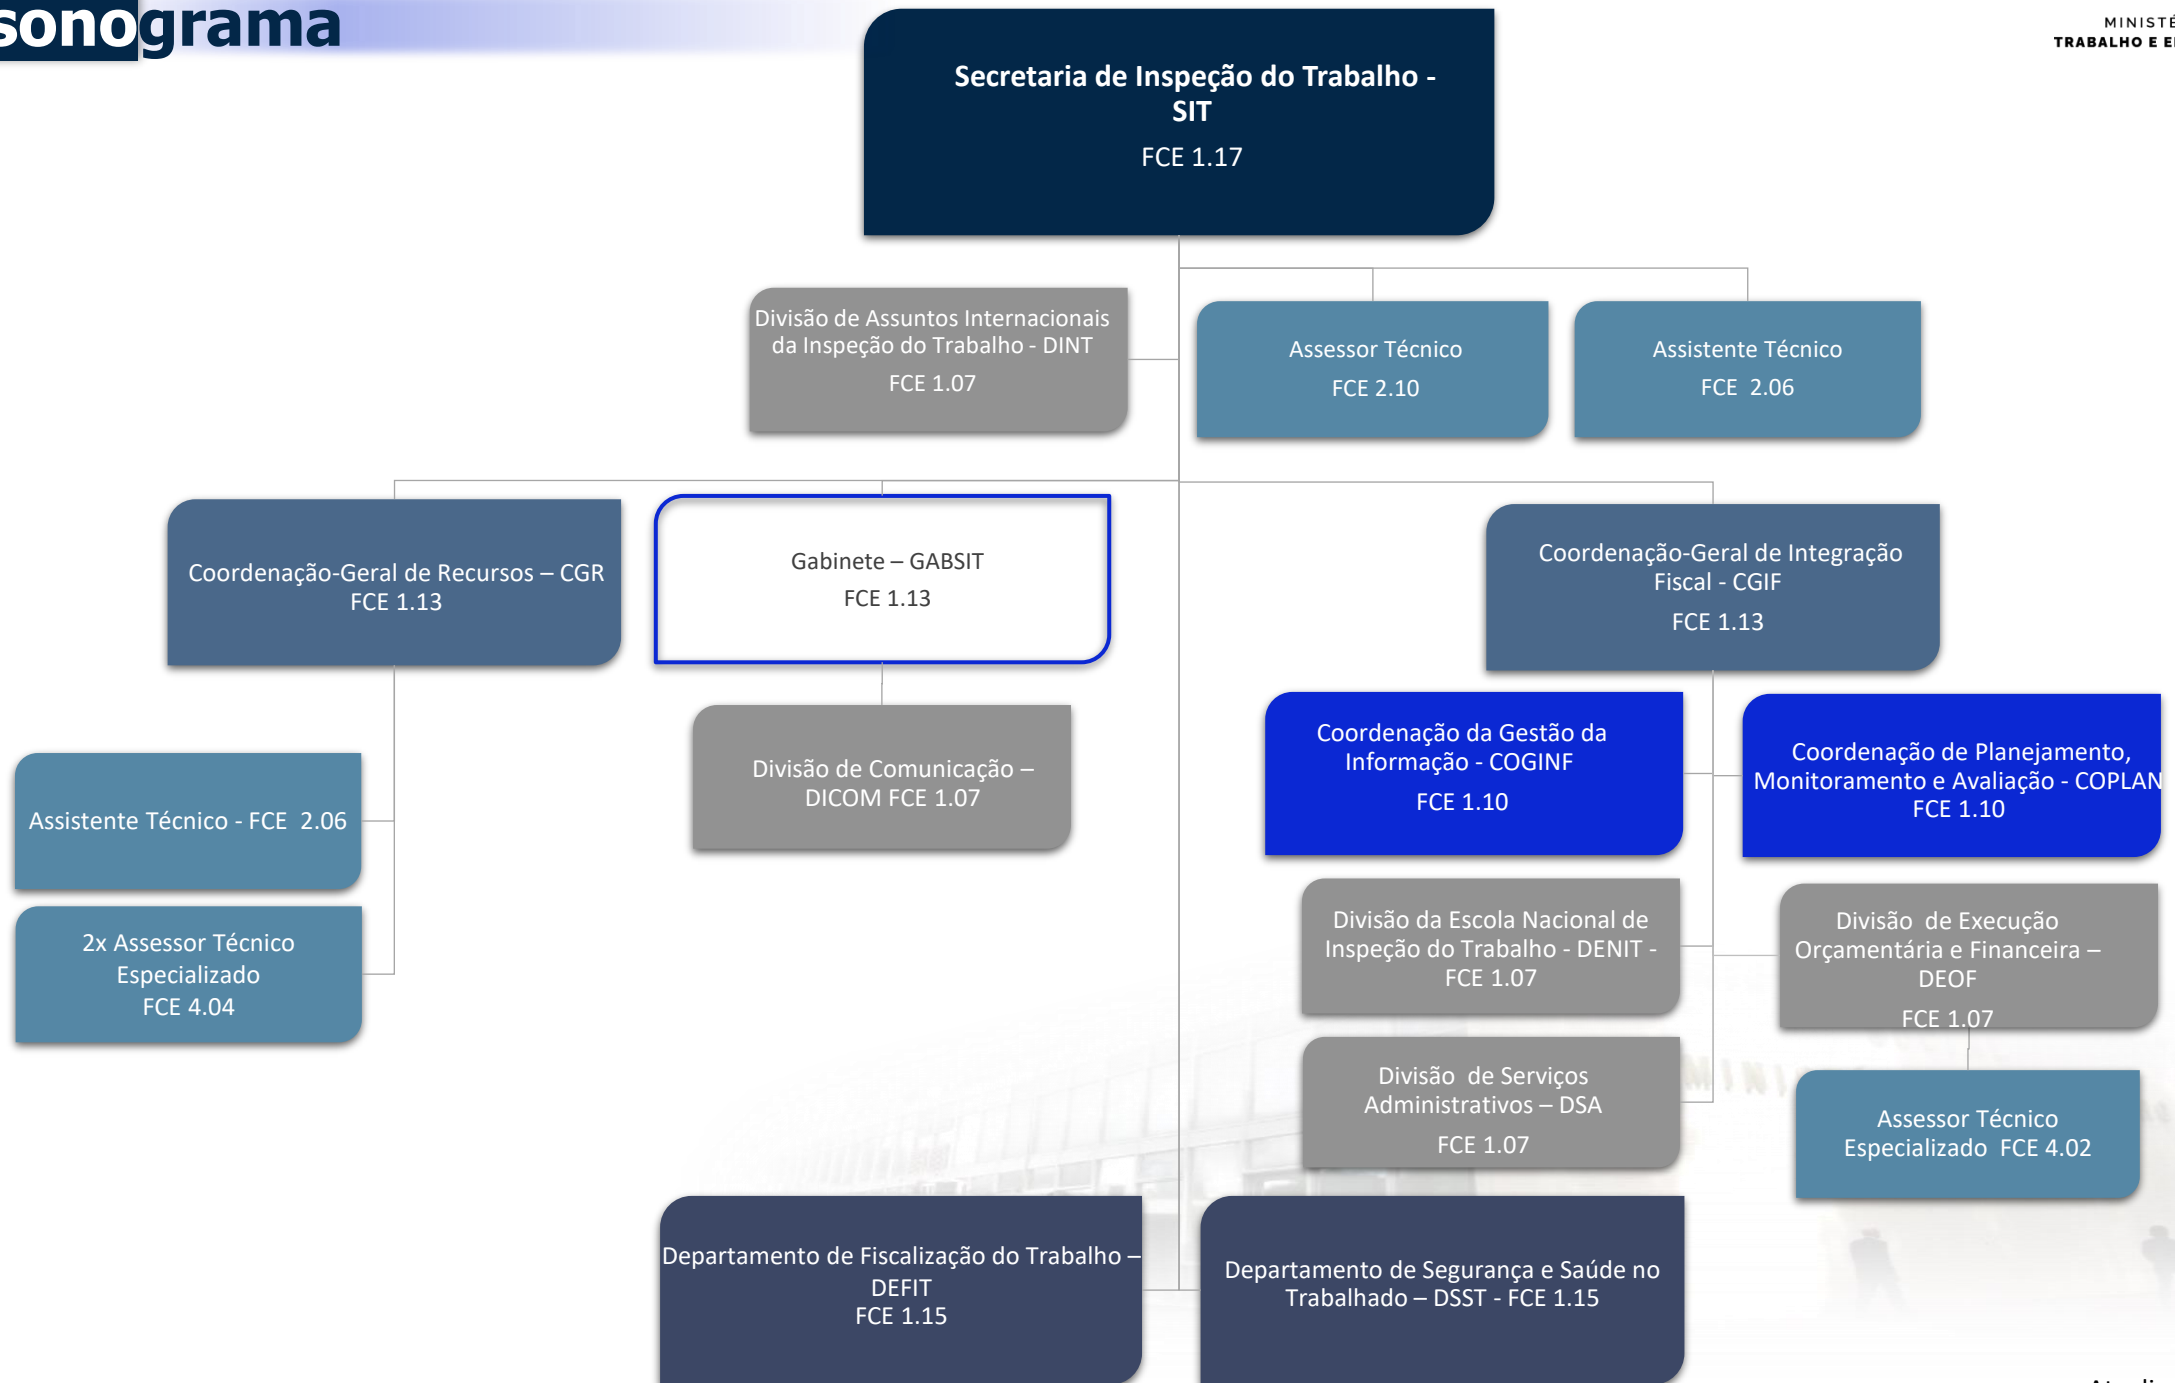 sonograma
MINISTÉ
TRABALHO E E
Secretaria de Inspeção do Trabalho -
SIT
FCE 1.17
Divisão de Assuntos Internacionais
da Inspeção do Trabalho - DINT
FCE 1.07
Assessor Técnico
FCE 2.10
Assistente Técnico
FCE 2.06
Coordenação-Geral de Recursos – CGR
FCE 1.13
Gabinete – GABSIT
FCE 1.13
Coordenação-Geral de Integração
Fiscal - CGIF
FCE 1.13
Assistente Técnico - FCE 2.06
2x Assessor Técnico
Especializado
FCE 4.04
Divisão de Comunicação –
DICOM FCE 1.07
Coordenação da Gestão da
Informação - COGINF
FCE 1.10
Coordenação de Planejamento,
Monitoramento e Avaliação - COPLAN
FCE 1.10
Divisão da Escola Nacional de
Inspeção do Trabalho - DENIT -
FCE 1.07
Divisão de Execução
Orçamentária e Financeira –
DEOF
FCE 1.07
Divisão de Serviços
Administrativos – DSA
FCE 1.07
Assessor Técnico
Especializado FCE 4.02
Departamento de Fiscalização do Trabalho –
DEFIT
FCE 1.15
Departamento de Segurança e Saúde no
Trabalhado – DSST - FCE 1.15